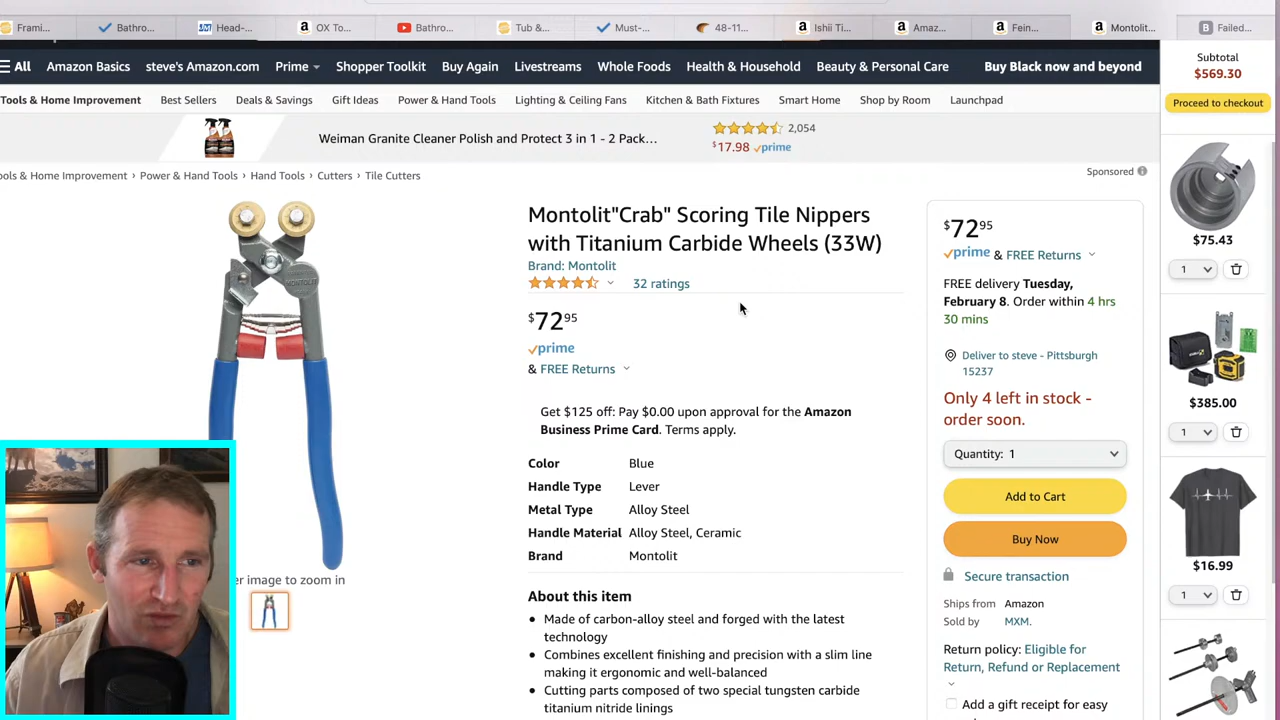 Frami...
Bathro...
Head-...
OX To...
Bathro...
Tub &...
Must-...
48-11...
Ishii Ti...
Amaz...
Fein...
Montolit...
Failed...
All
Amazon Basics
steve's Amazon.com
Prime
Shopper Toolkit
Buy Again
Livestreams
Whole Foods
Health & Household
Beauty & Personal Care
Buy Black now and beyond
Tools & Home Improvement
Best Sellers
Deals & Savings
Gift Ideas
Power & Hand Tools
Lighting & Ceiling Fans
Kitchen & Bath Fixtures
Smart Home
Shop by Room
Launchpad
Weiman Granite Cleaner Polish and Protect 3 in 1 - 2 Pack...
2,054
$17.98 prime
Sponsored
ools & Home Improvement › Power & Hand Tools › Hand Tools › Cutters › Tile Cutters
Montolit"Crab" Scoring Tile Nippers
with Titanium Carbide Wheels (33W)
Brand: Montolit
32 ratings
$72.95
prime
& FREE Returns
Get $125 off: Pay $0.00 upon approval for the Amazon
Business Prime Card. Terms apply.
Color Blue
Handle Type Lever
Metal Type Alloy Steel
Handle Material Alloy Steel, Ceramic
Brand Montolit
About this item
• Made of carbon-alloy steel and forged with the latest
technology
• Combines excellent finishing and precision with a slim line
making it ergonomic and well-balanced
• Cutting parts composed of two special tungsten carbide
titanium nitride linings
er image to zoom in
$72.95
prime & FREE Returns
FREE delivery Tuesday,
February 8. Order within 4 hrs
30 mins
Deliver to steve - Pittsburgh
15237
Only 4 left in stock -
order soon.
Quantity: 1
Add to Cart
Buy Now
Secure transaction
Ships from Amazon
Sold by MXM.
Return policy: Eligible for
Return, Refund or Replacement
Add a gift receipt for easy
Subtotal
$569.30
Proceed to checkout
$75.43
1
$385.00
1
$16.99
1